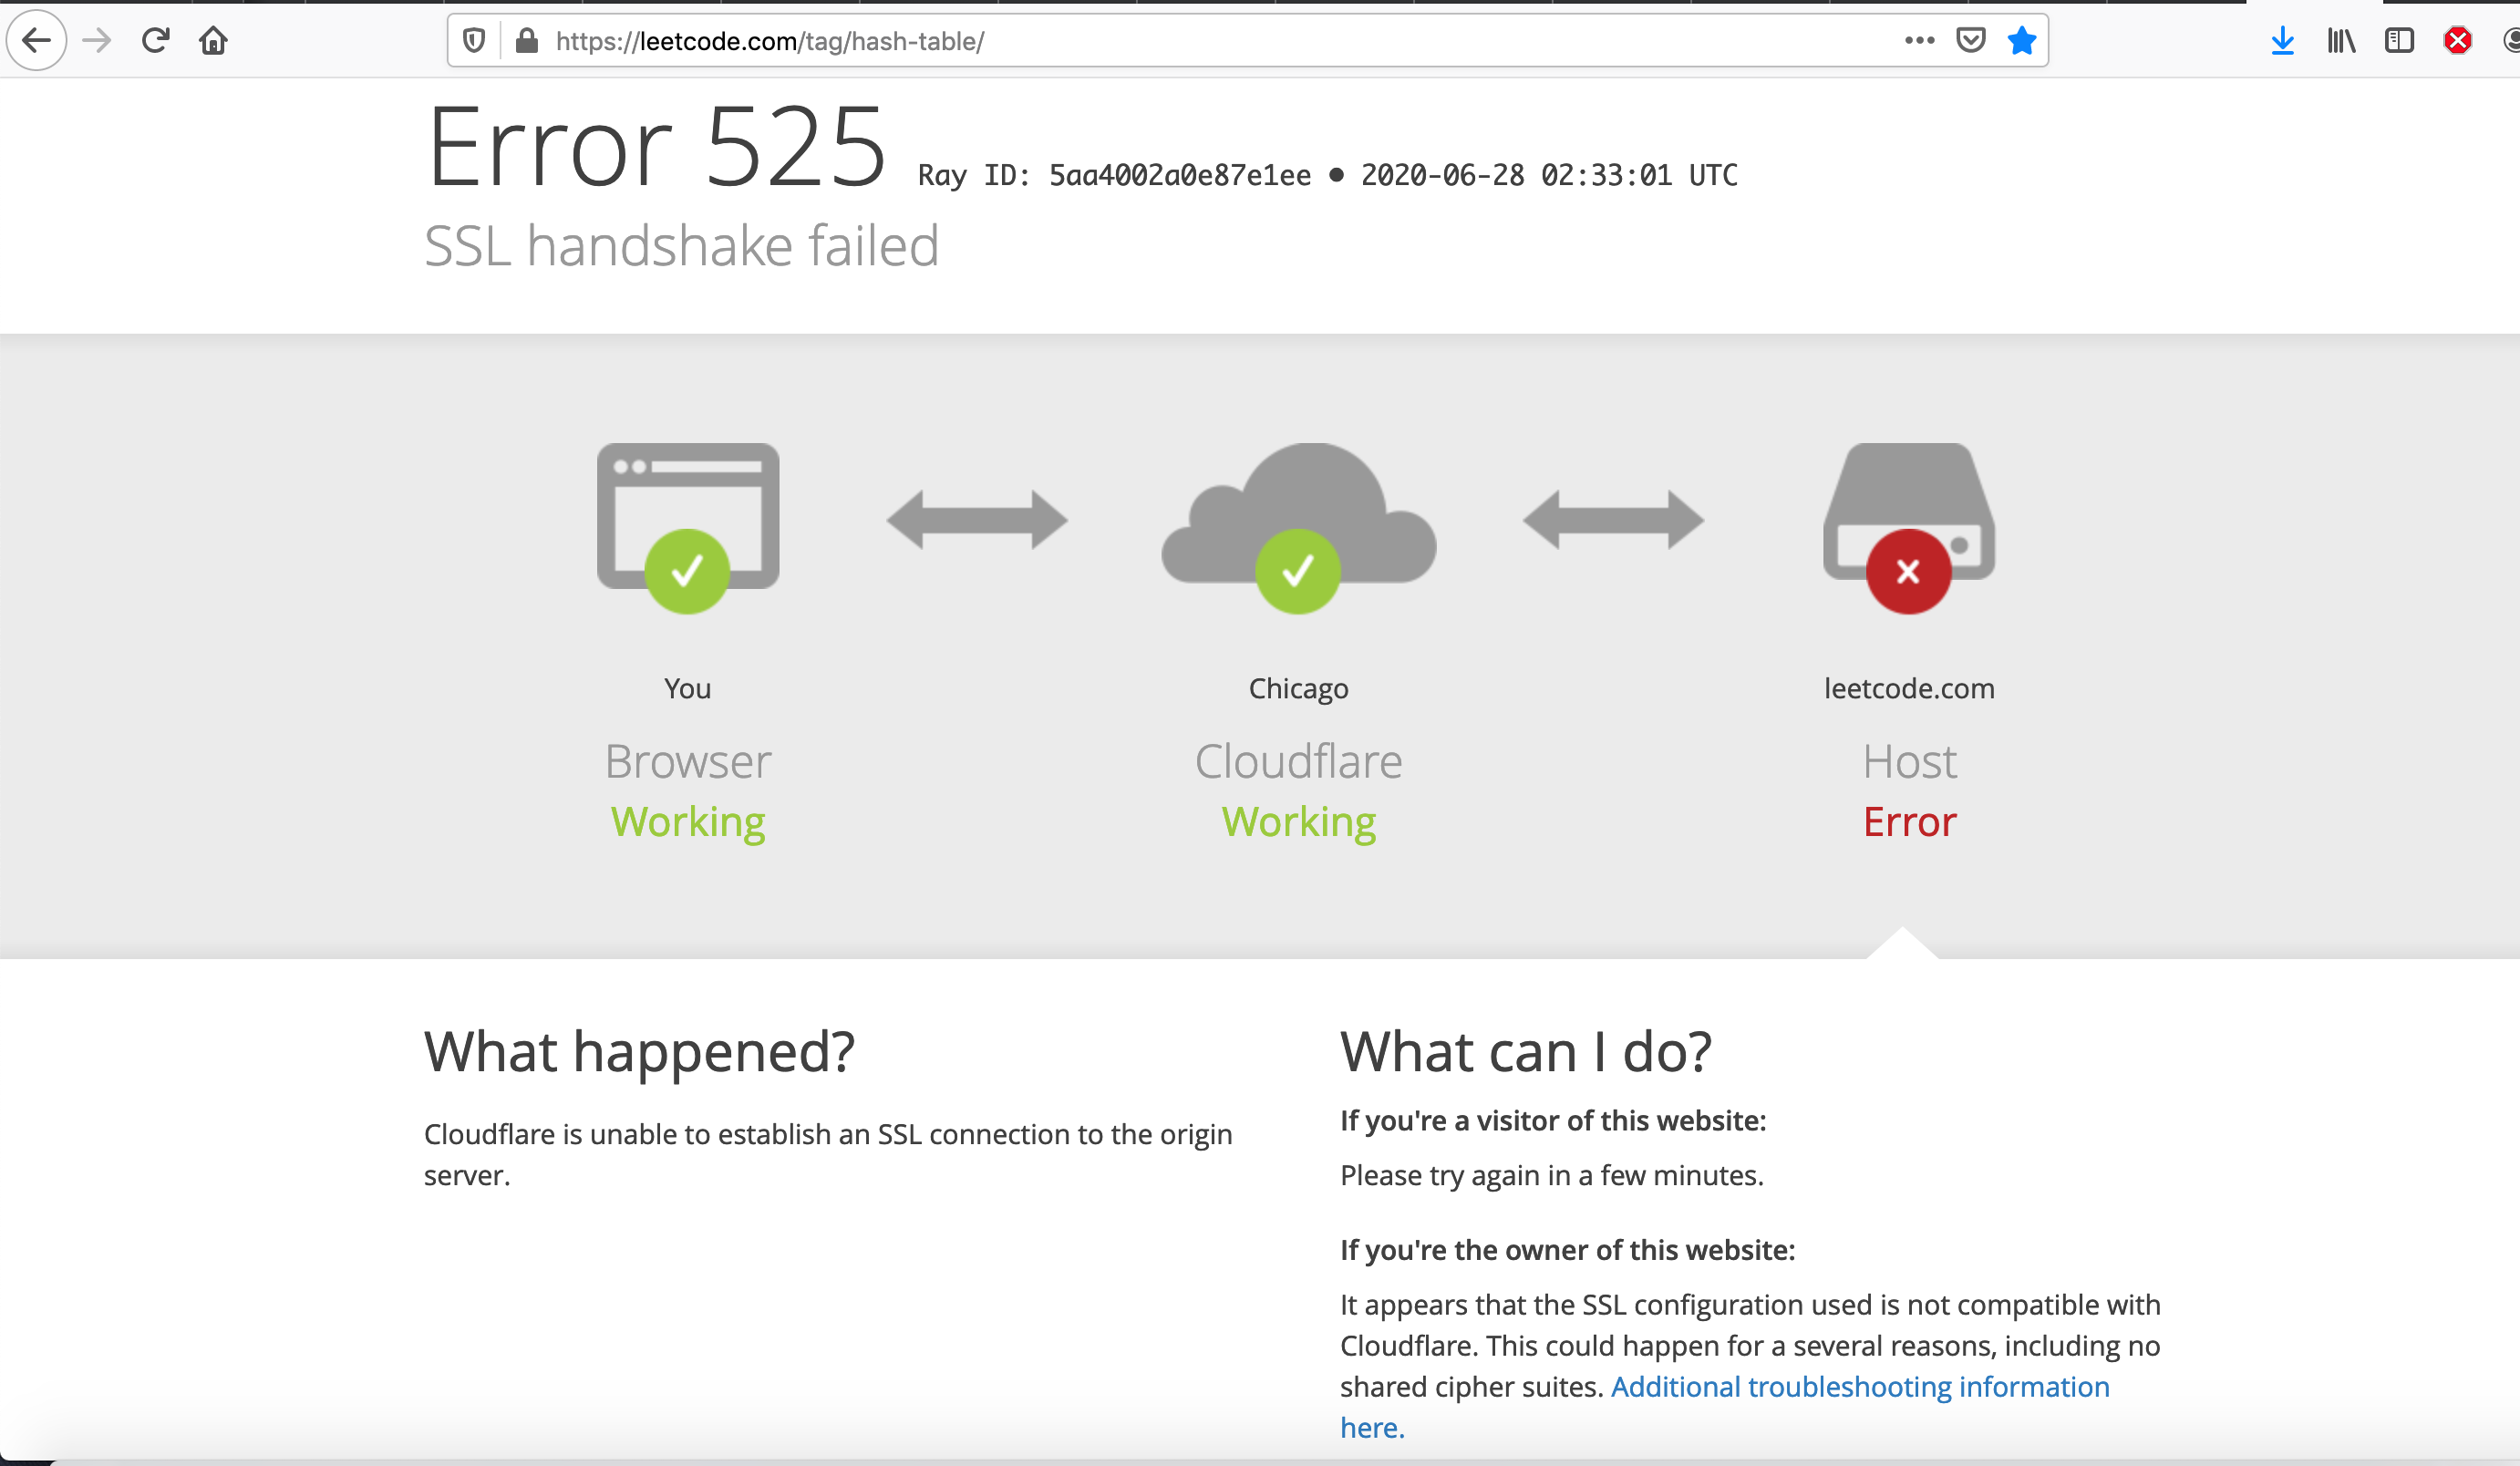 https://leetcode.com/tag/hash-table/
Error 525 Ray ID: 5aa4002a0e87e1ee • 2020-06-28 02:33:01 UTC
SSL handshake failed
You
Browser
Working
Chicago
Cloudflare
Working
leetcode.com
Host
Error
What happened?
Cloudflare is unable to establish an SSL connection to the origin
server.
What can I do?
If you're a visitor of this website:
Please try again in a few minutes.
If you're the owner of this website:
It appears that the SSL configuration used is not compatible with
Cloudflare. This could happen for a several reasons, including no
shared cipher suites. Additional troubleshooting information
here.